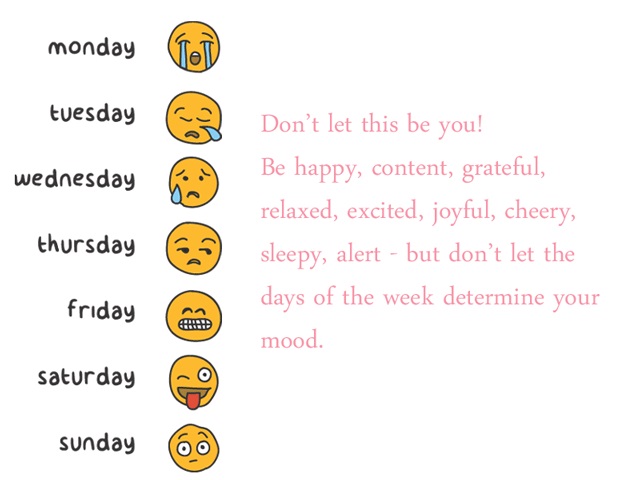 monday
tuesday
wednesday
thursday
friday
saturday
sunday
Don't let this be you!
Be happy, content, grateful,
relaxed, excited, joyful, cheery,
sleepy, alert - but don't let the
days of the week determine your
mood.